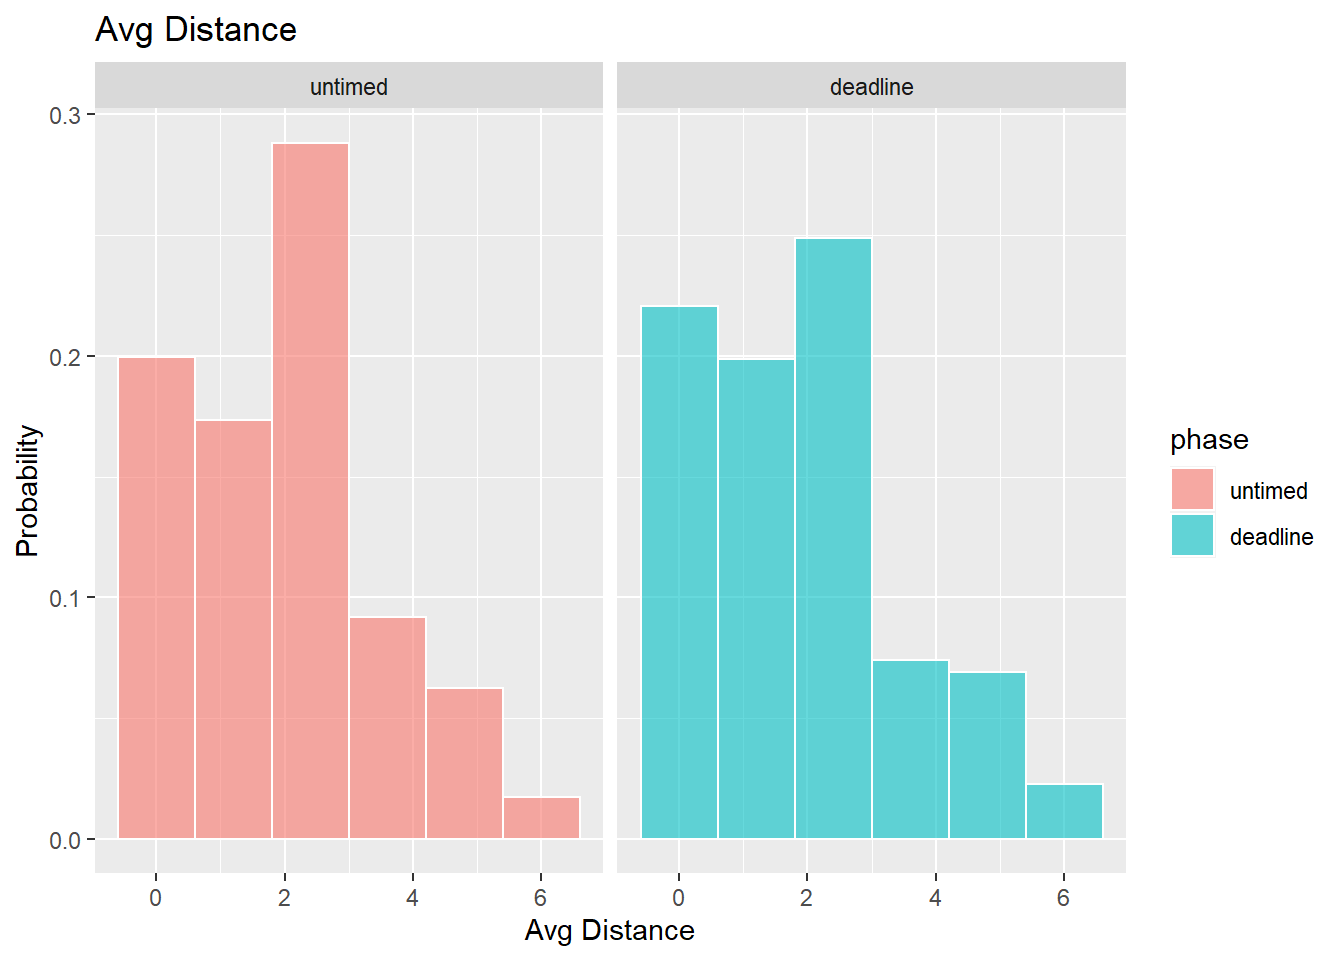 Avg Distance
untimed
deadline
0.3
0.2
0.1
0.0
Probability
0 2 4 6
0 2 4 6
Avg Distance
phase
untimed
deadline